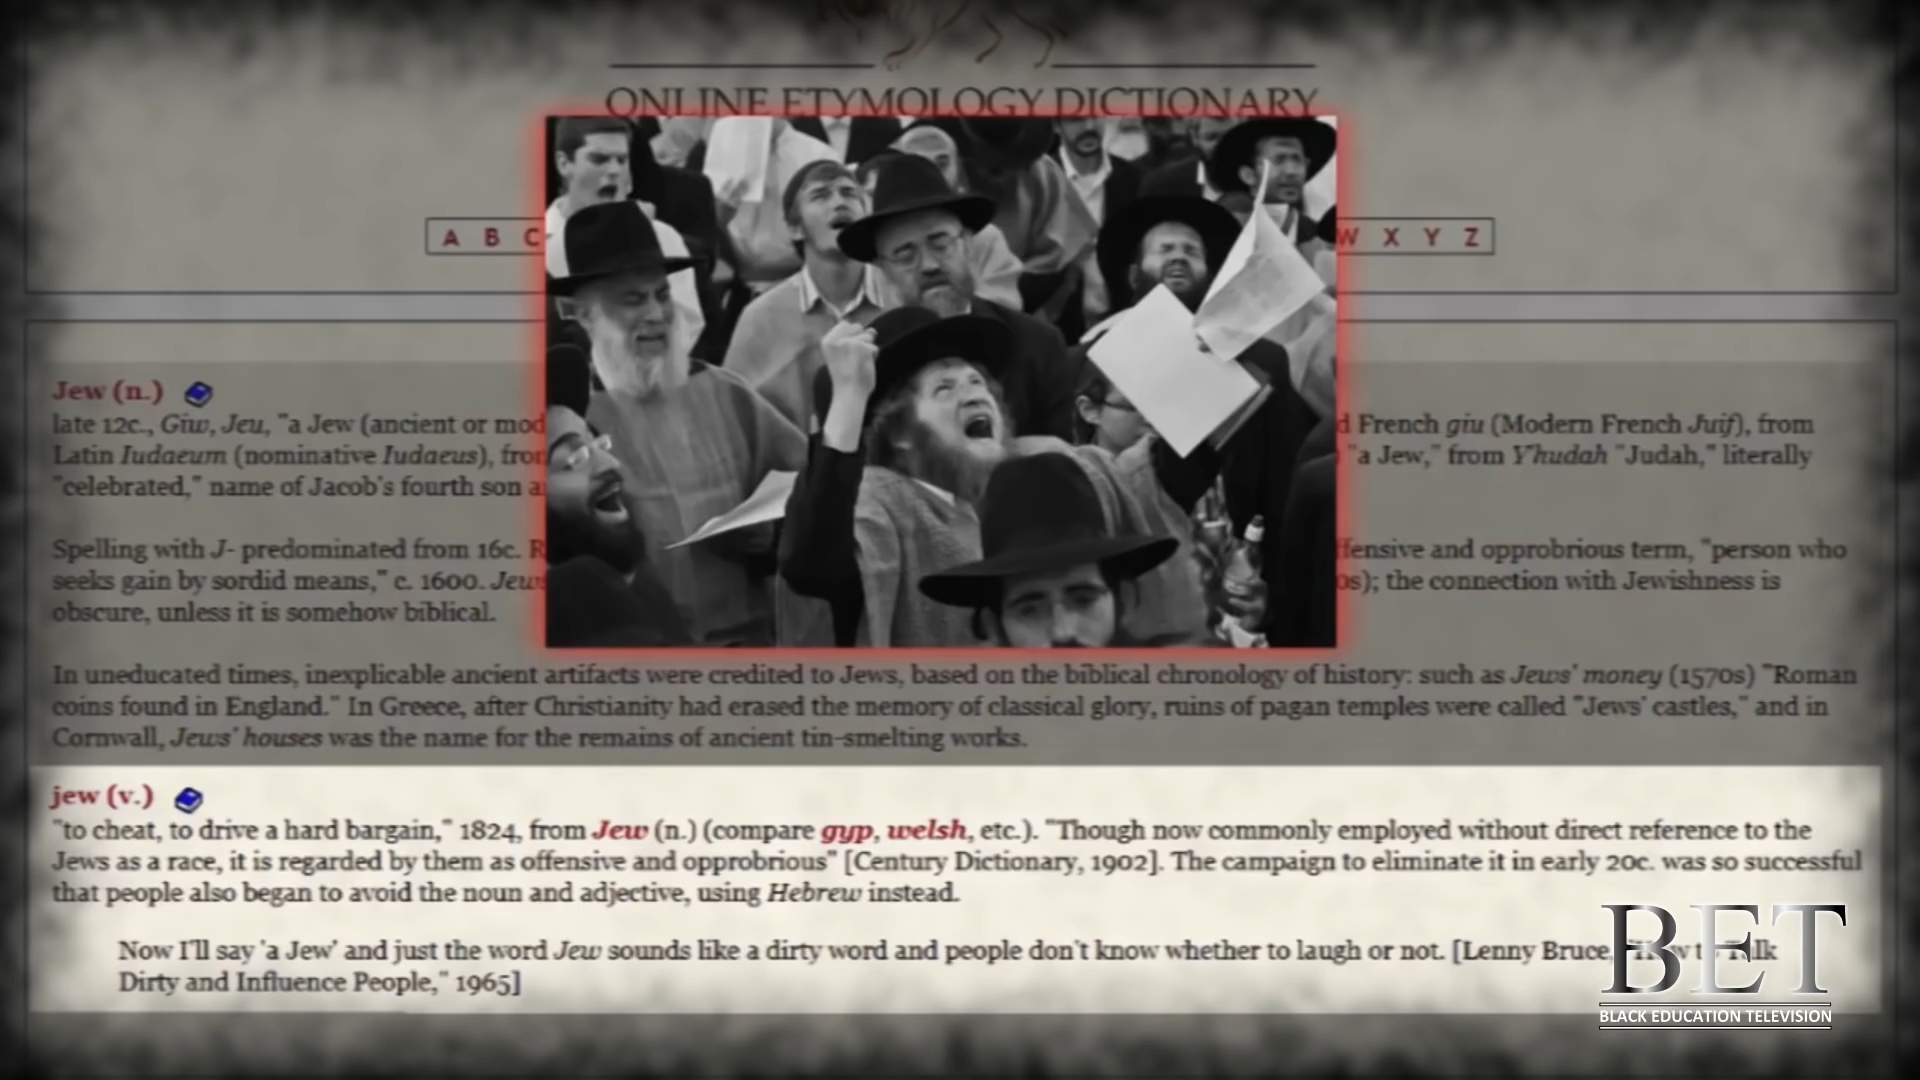 ONLINE ETYMOLOGY DICTIONARY
A B C W X Y Z
Jew (n.)
late 12c., Giw, Jeu, "a Jew (ancient or mod d French giu (Modern French Juif), from
Latin Iudaeum (nominative Iudaeus), from "a Jew," from Y'hudah "Judah," literally
"celebrated," name of Jacob's fourth son a
Spelling with J- predominated from 16c. R ffensive and opprobrious term, "person who
seeks gain by sordid means," c. 1600. Jews 0s); the connection with Jewishness is
obscure, unless it is somehow biblical.
In uneducated times, inexplicable ancient artifacts were credited to Jews, based on the biblical chronology of history: such as Jews' money (1570s) "Roman
coins found in England." In Greece, after Christianity had erased the memory of classical glory, ruins of pagan temples were called "Jews' castles," and in
Cornwall, Jews' houses was the name for the remains of ancient tin-smelting works.
jew (v.)
"to cheat, to drive a hard bargain," 1824, from Jew (n.) (compare gyp, welsh, etc.). "Though now commonly employed without direct reference to the
Jews as a race, it is regarded by them as offensive and opprobrious" [Century Dictionary, 1902]. The campaign to eliminate it in early 20c. was so successful
that people also began to avoid the noun and adjective, using Hebrew instead.
Now I'll say 'a Jew' and just the word Jew sounds like a dirty word and people don't know whether to laugh or not. [Lenny Bruce, "How to Talk
Dirty and Influence People," 1965]
BET
BLACK EDUCATION TELEVISION